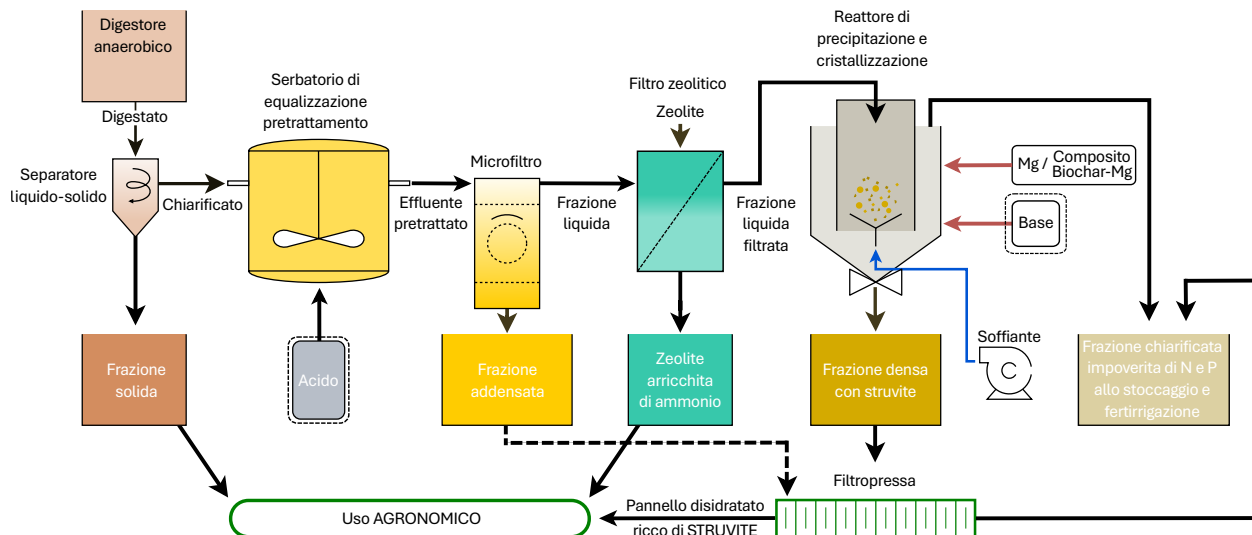 Digestore
anaerobico
Digestato
Separatore
liquido-solido
Chiarificato
Serbatorio di
equalizzazione
pretrattamento
Microfiltro
Effluente
pretrattato
Frazione
liquida
Filtro zeolitico
Zeolite
Frazione
liquida
filtrata
Reattore di
precipitazione e
cristallizzazione
Mg / Composito
Biochar-Mg
Base
Soffiante
Acido
Frazione
solida
Frazione
addensata
Zeolite
arricchita
di ammonio
Frazione densa
con struvite
Frazione chiarificata
impoverita di N e P
allo stoccaggio e
fertirrigazione
Filtropressa
Uso AGRONOMICO
Pannello disidratato
ricco di STRUVITE